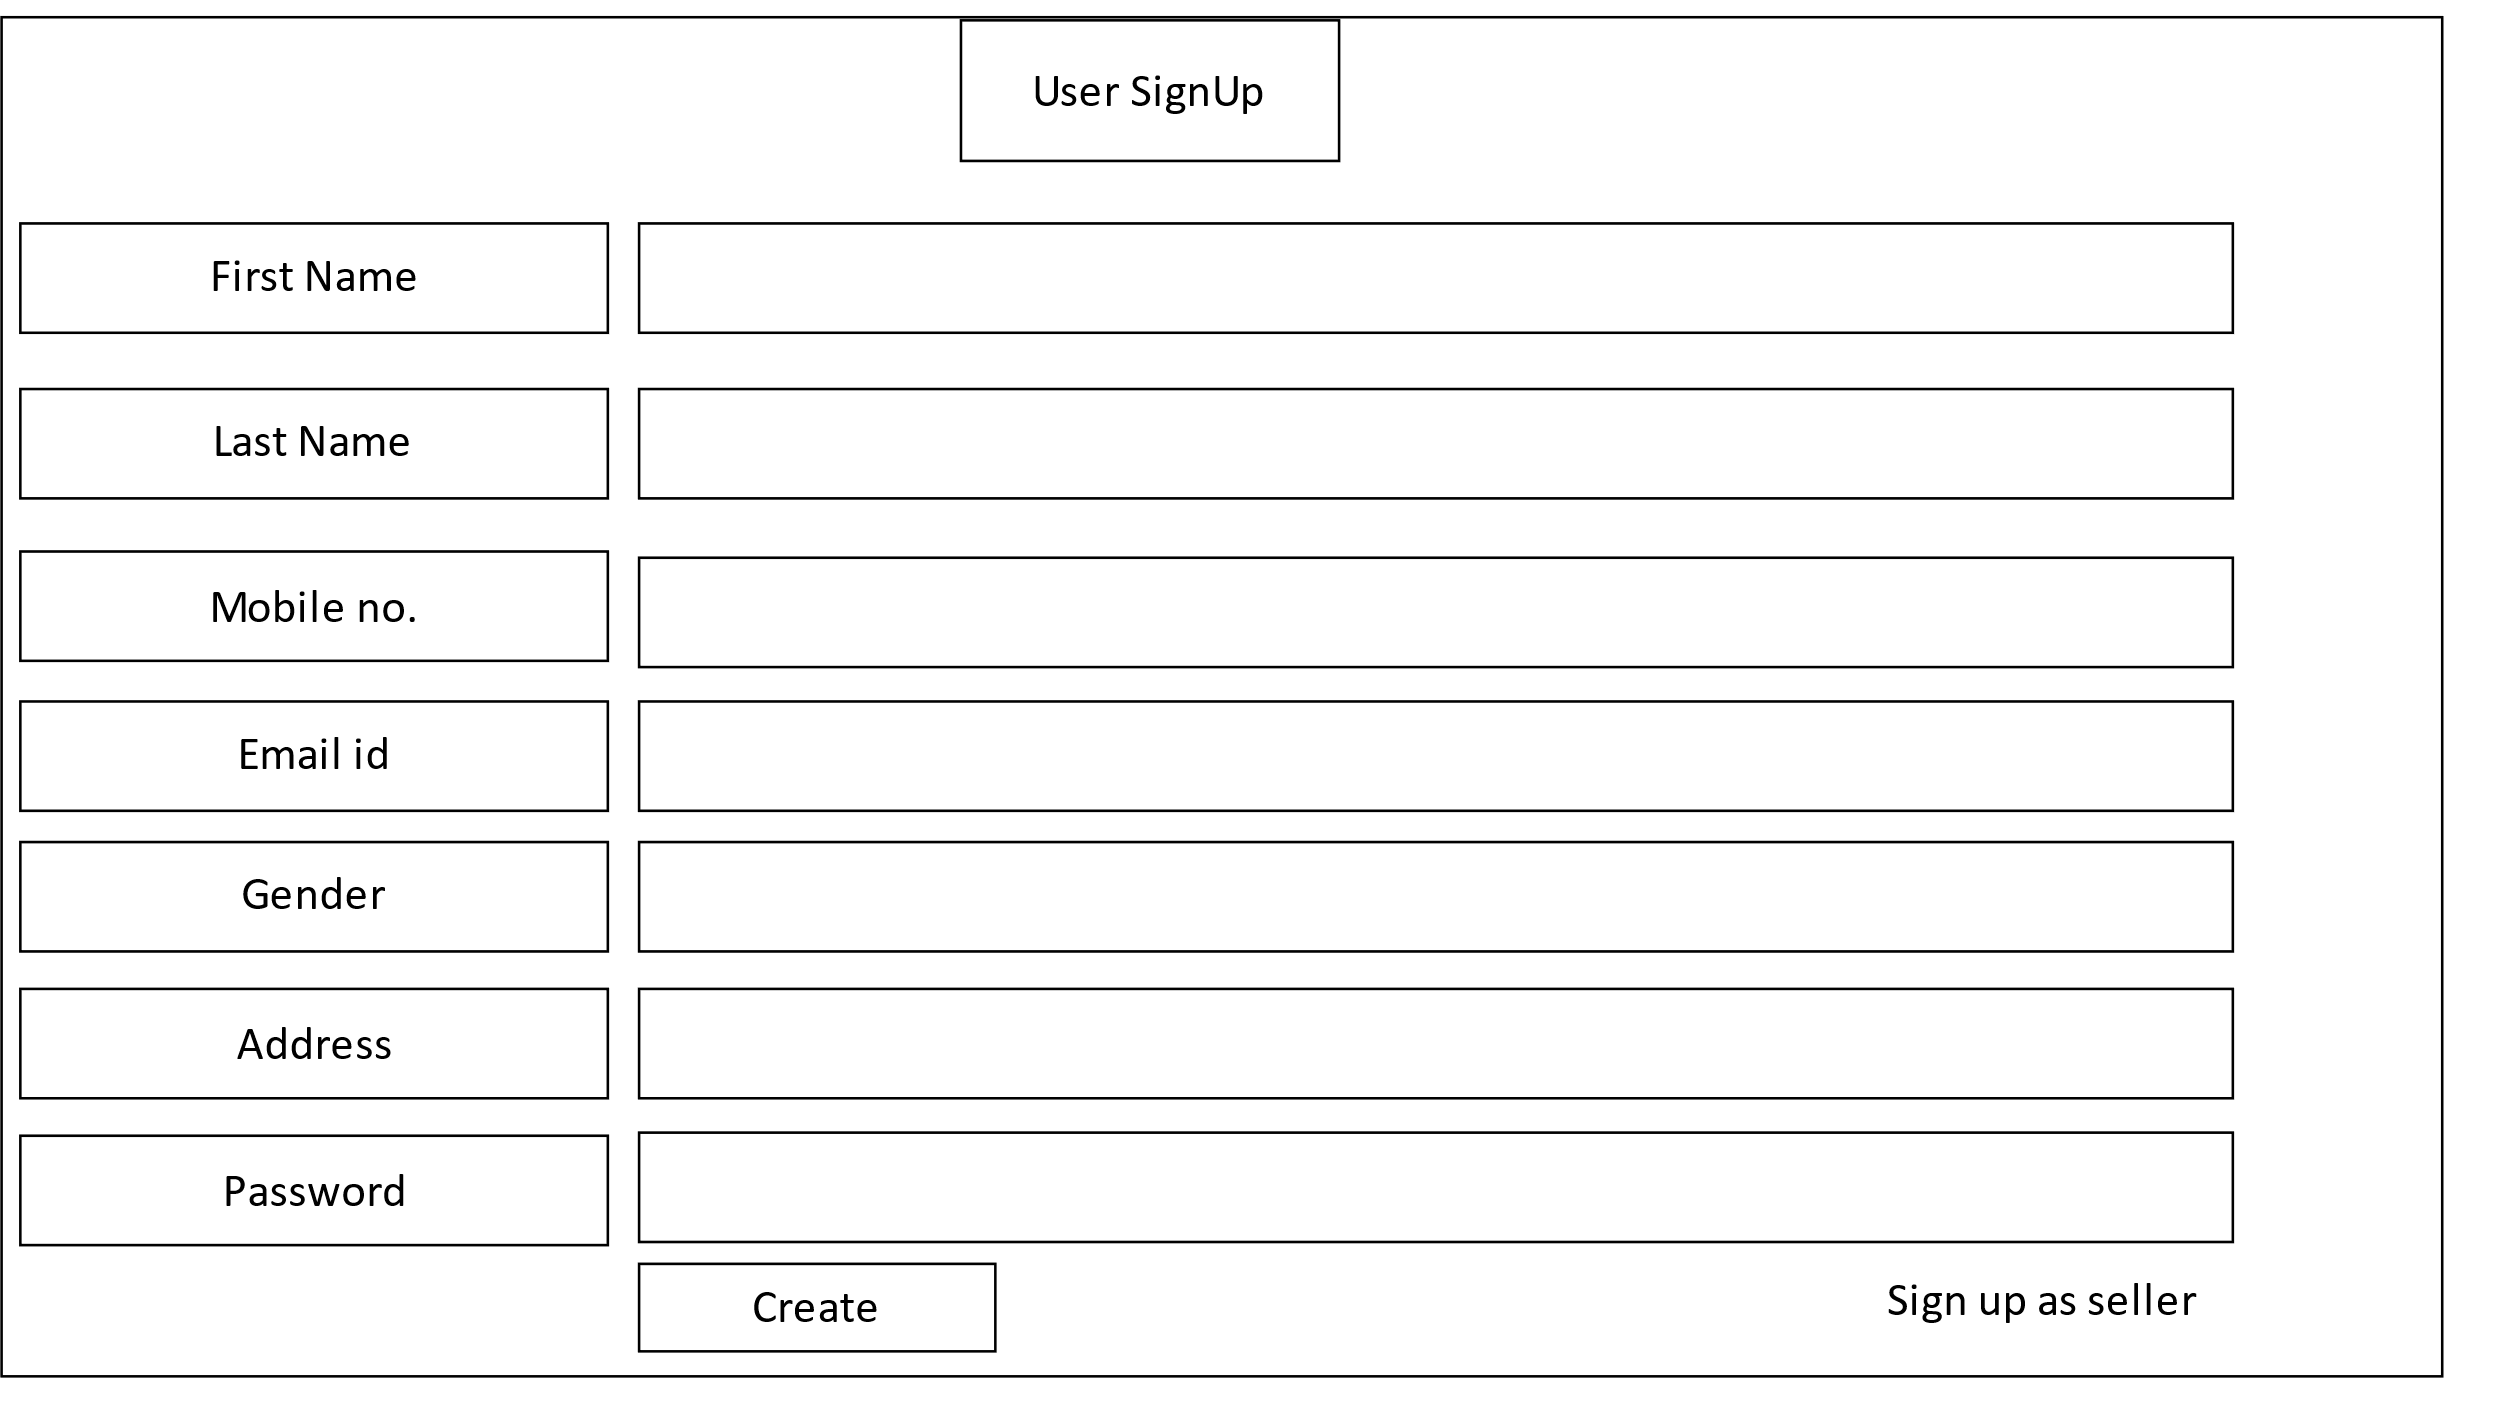 User SignUp
First Name
Last Name
Mobile no.
Email id
Gender
Address
Password
Create
Sign up as seller